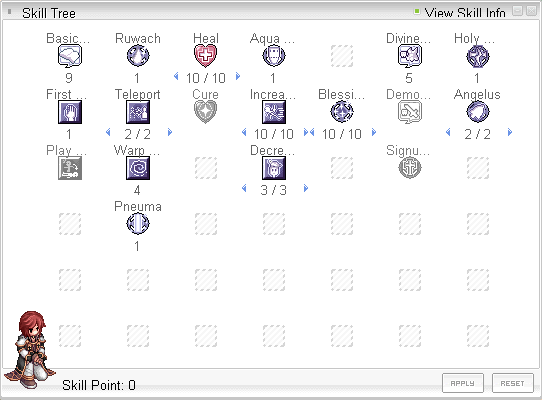 Skill Tree View Skill Info
Basic... Ruwach Heal Aqua ... Divine... Holy ...
9 1 10 / 10 1 5 1
First ... Teleport Cure Increa... Blessi... Demo... Angelus
1 2 / 2 10 / 10 10 / 10 2 / 2
Play ... Warp ... Decre... Signu...
4 3 / 3
Pneuma
1
Skill Point: 0 APPLY RESET